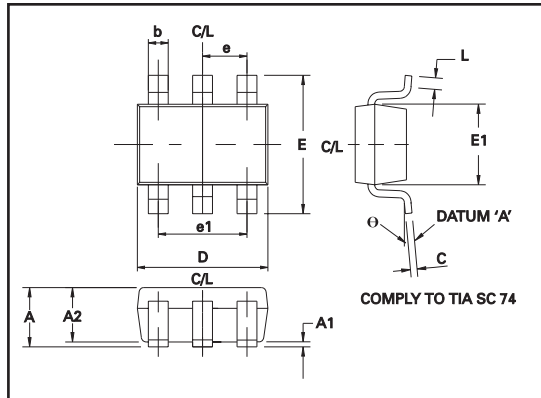 b
C/L
e
L
E
C/L
E1
e1
Θ
DATUM 'A'
D
C
C/L
COMPLY TO TIA SC 74
A
A2
A1